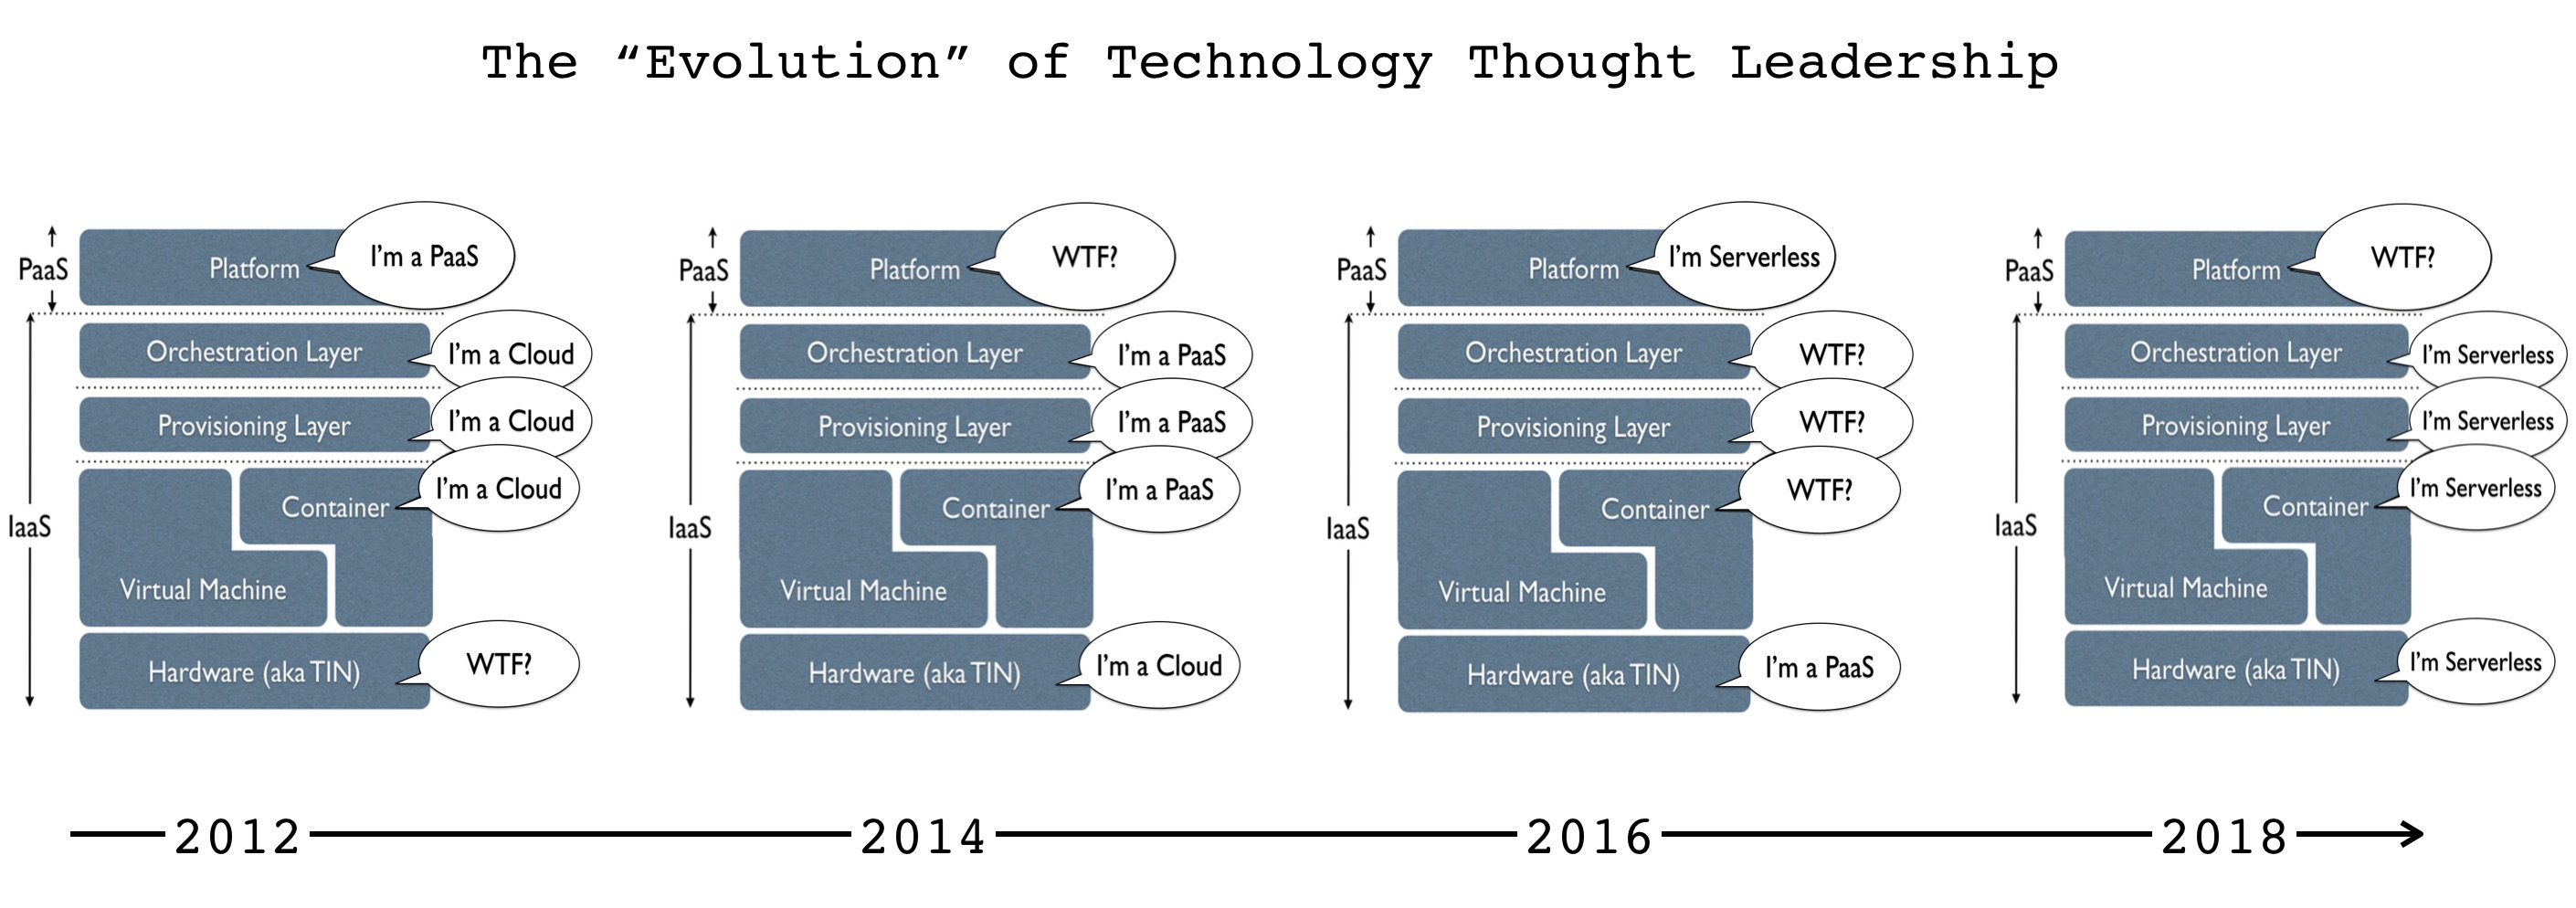 The “Evolution” of Technology Thought Leadership
PaaS
Platform
I’m a PaaS
Orchestration Layer
I’m a Cloud
Provisioning Layer
I’m a Cloud
Container
I’m a Cloud
IaaS
Virtual Machine
Hardware (aka TIN)
WTF?
PaaS
Platform
WTF?
Orchestration Layer
I’m a PaaS
Provisioning Layer
I’m a PaaS
Container
I’m a PaaS
IaaS
Virtual Machine
Hardware (aka TIN)
I’m a Cloud
PaaS
Platform
I’m Serverless
Orchestration Layer
WTF?
Provisioning Layer
WTF?
Container
WTF?
IaaS
Virtual Machine
Hardware (aka TIN)
I’m a PaaS
PaaS
Platform
WTF?
Orchestration Layer
I’m Serverless
Provisioning Layer
I’m Serverless
Container
I’m Serverless
IaaS
Virtual Machine
Hardware (aka TIN)
I’m Serverless
2012
2014
2016
2018